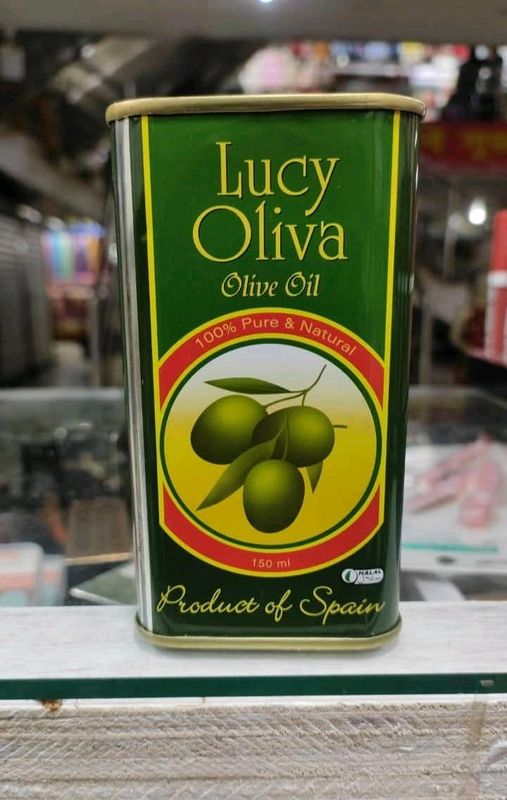 Lucy
Oliva
Olive Oil
100% Pure & Natural
150 ml
HALAL
Product of Spain